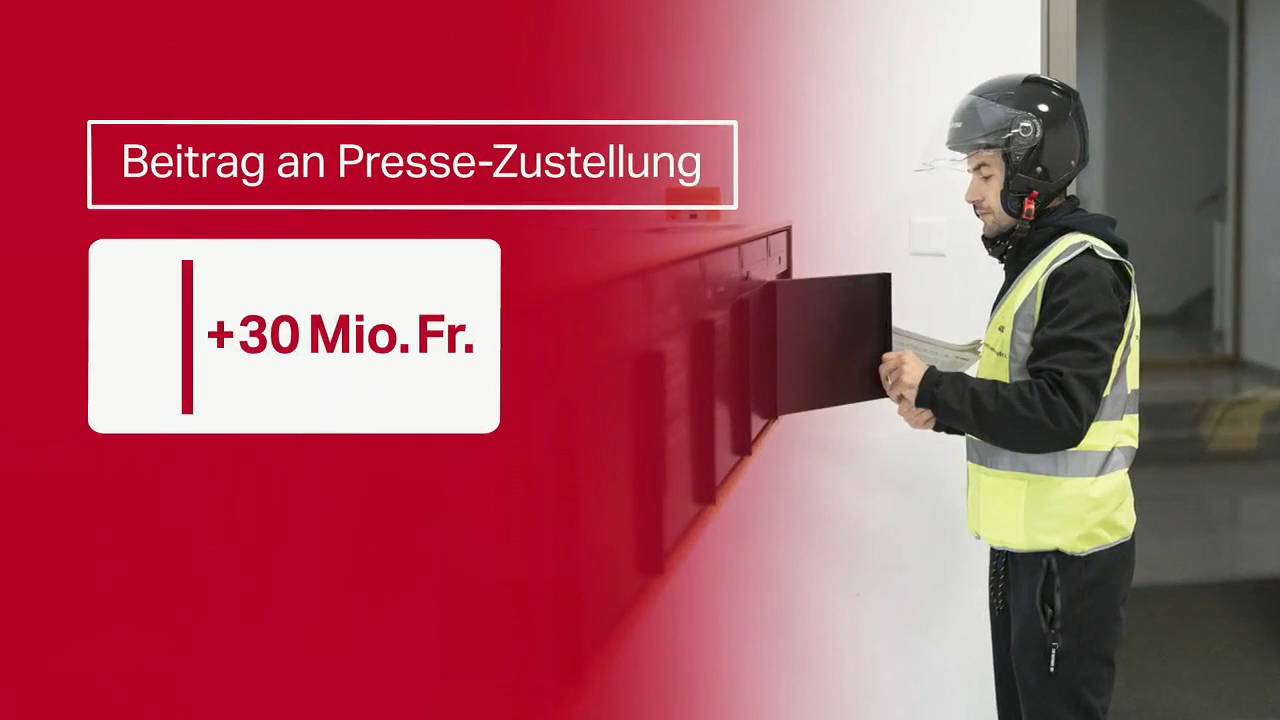 Beitrag an Presse-Zustellung
+30 Mio. Fr.